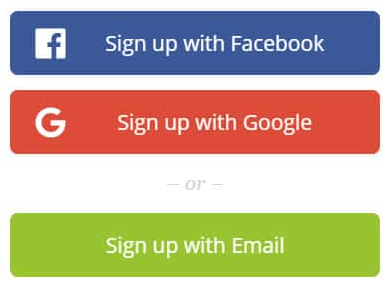 Sign up with Facebook
Sign up with Google
– or –
Sign up with Email